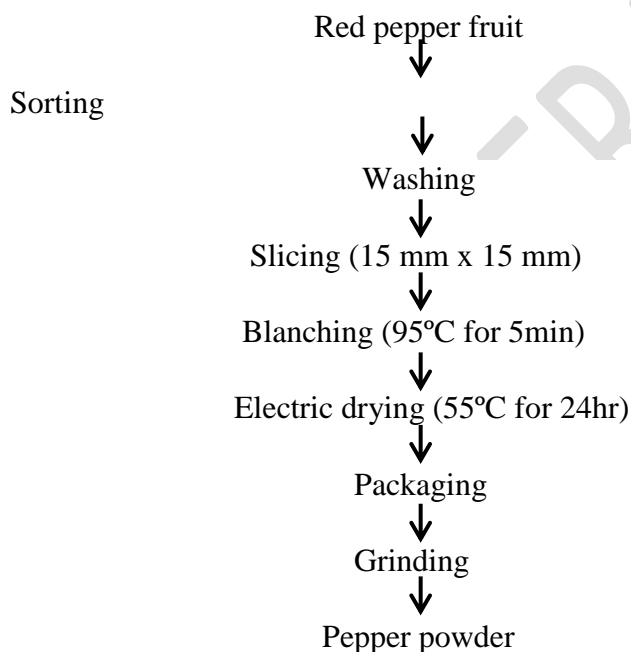 Red pepper fruit
Sorting
Washing
Slicing (15 mm x 15 mm)
Blanching (95ºC for 5min)
Electric drying (55ºC for 24hr)
Packaging
Grinding
Pepper powder